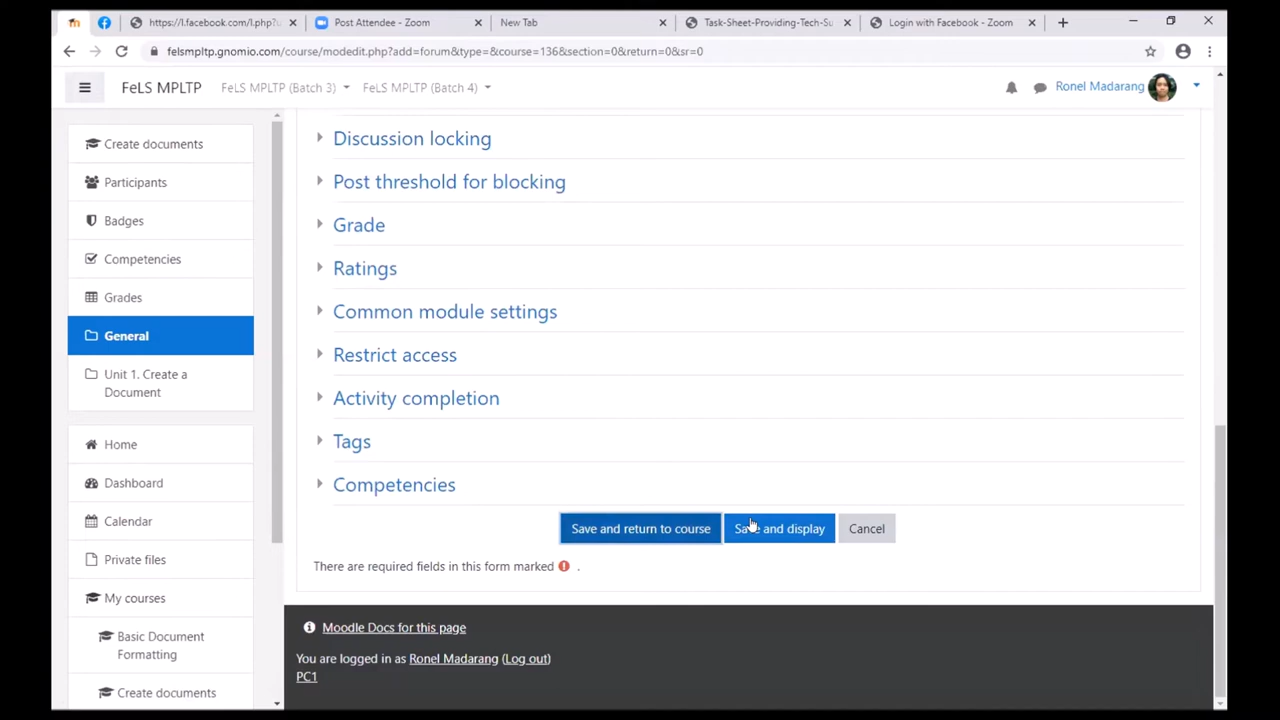 https://l.facebook.com/l.php?u
Post Attendee - Zoom
New Tab
Task-Sheet-Providing-Tech-Su
Login with Facebook - Zoom
felsmpltp.gnomio.com/course/modedit.php?add=forum&type=&course=136&section=0&return=0&sr=0
FeLS MPLTP
FeLS MPLTP (Batch 3)
FeLS MPLTP (Batch 4)
Ronel Madarang
Create documents
Participants
Badges
Competencies
Grades
General
Unit 1. Create a
Document
Home
Dashboard
Calendar
Private files
My courses
Basic Document
Formatting
Create documents
Discussion locking
Post threshold for blocking
Grade
Ratings
Common module settings
Restrict access
Activity completion
Tags
Competencies
Save and return to course
Save and display
Cancel
There are required fields in this form marked .
Moodle Docs for this page
You are logged in as Ronel Madarang (Log out)
PC1